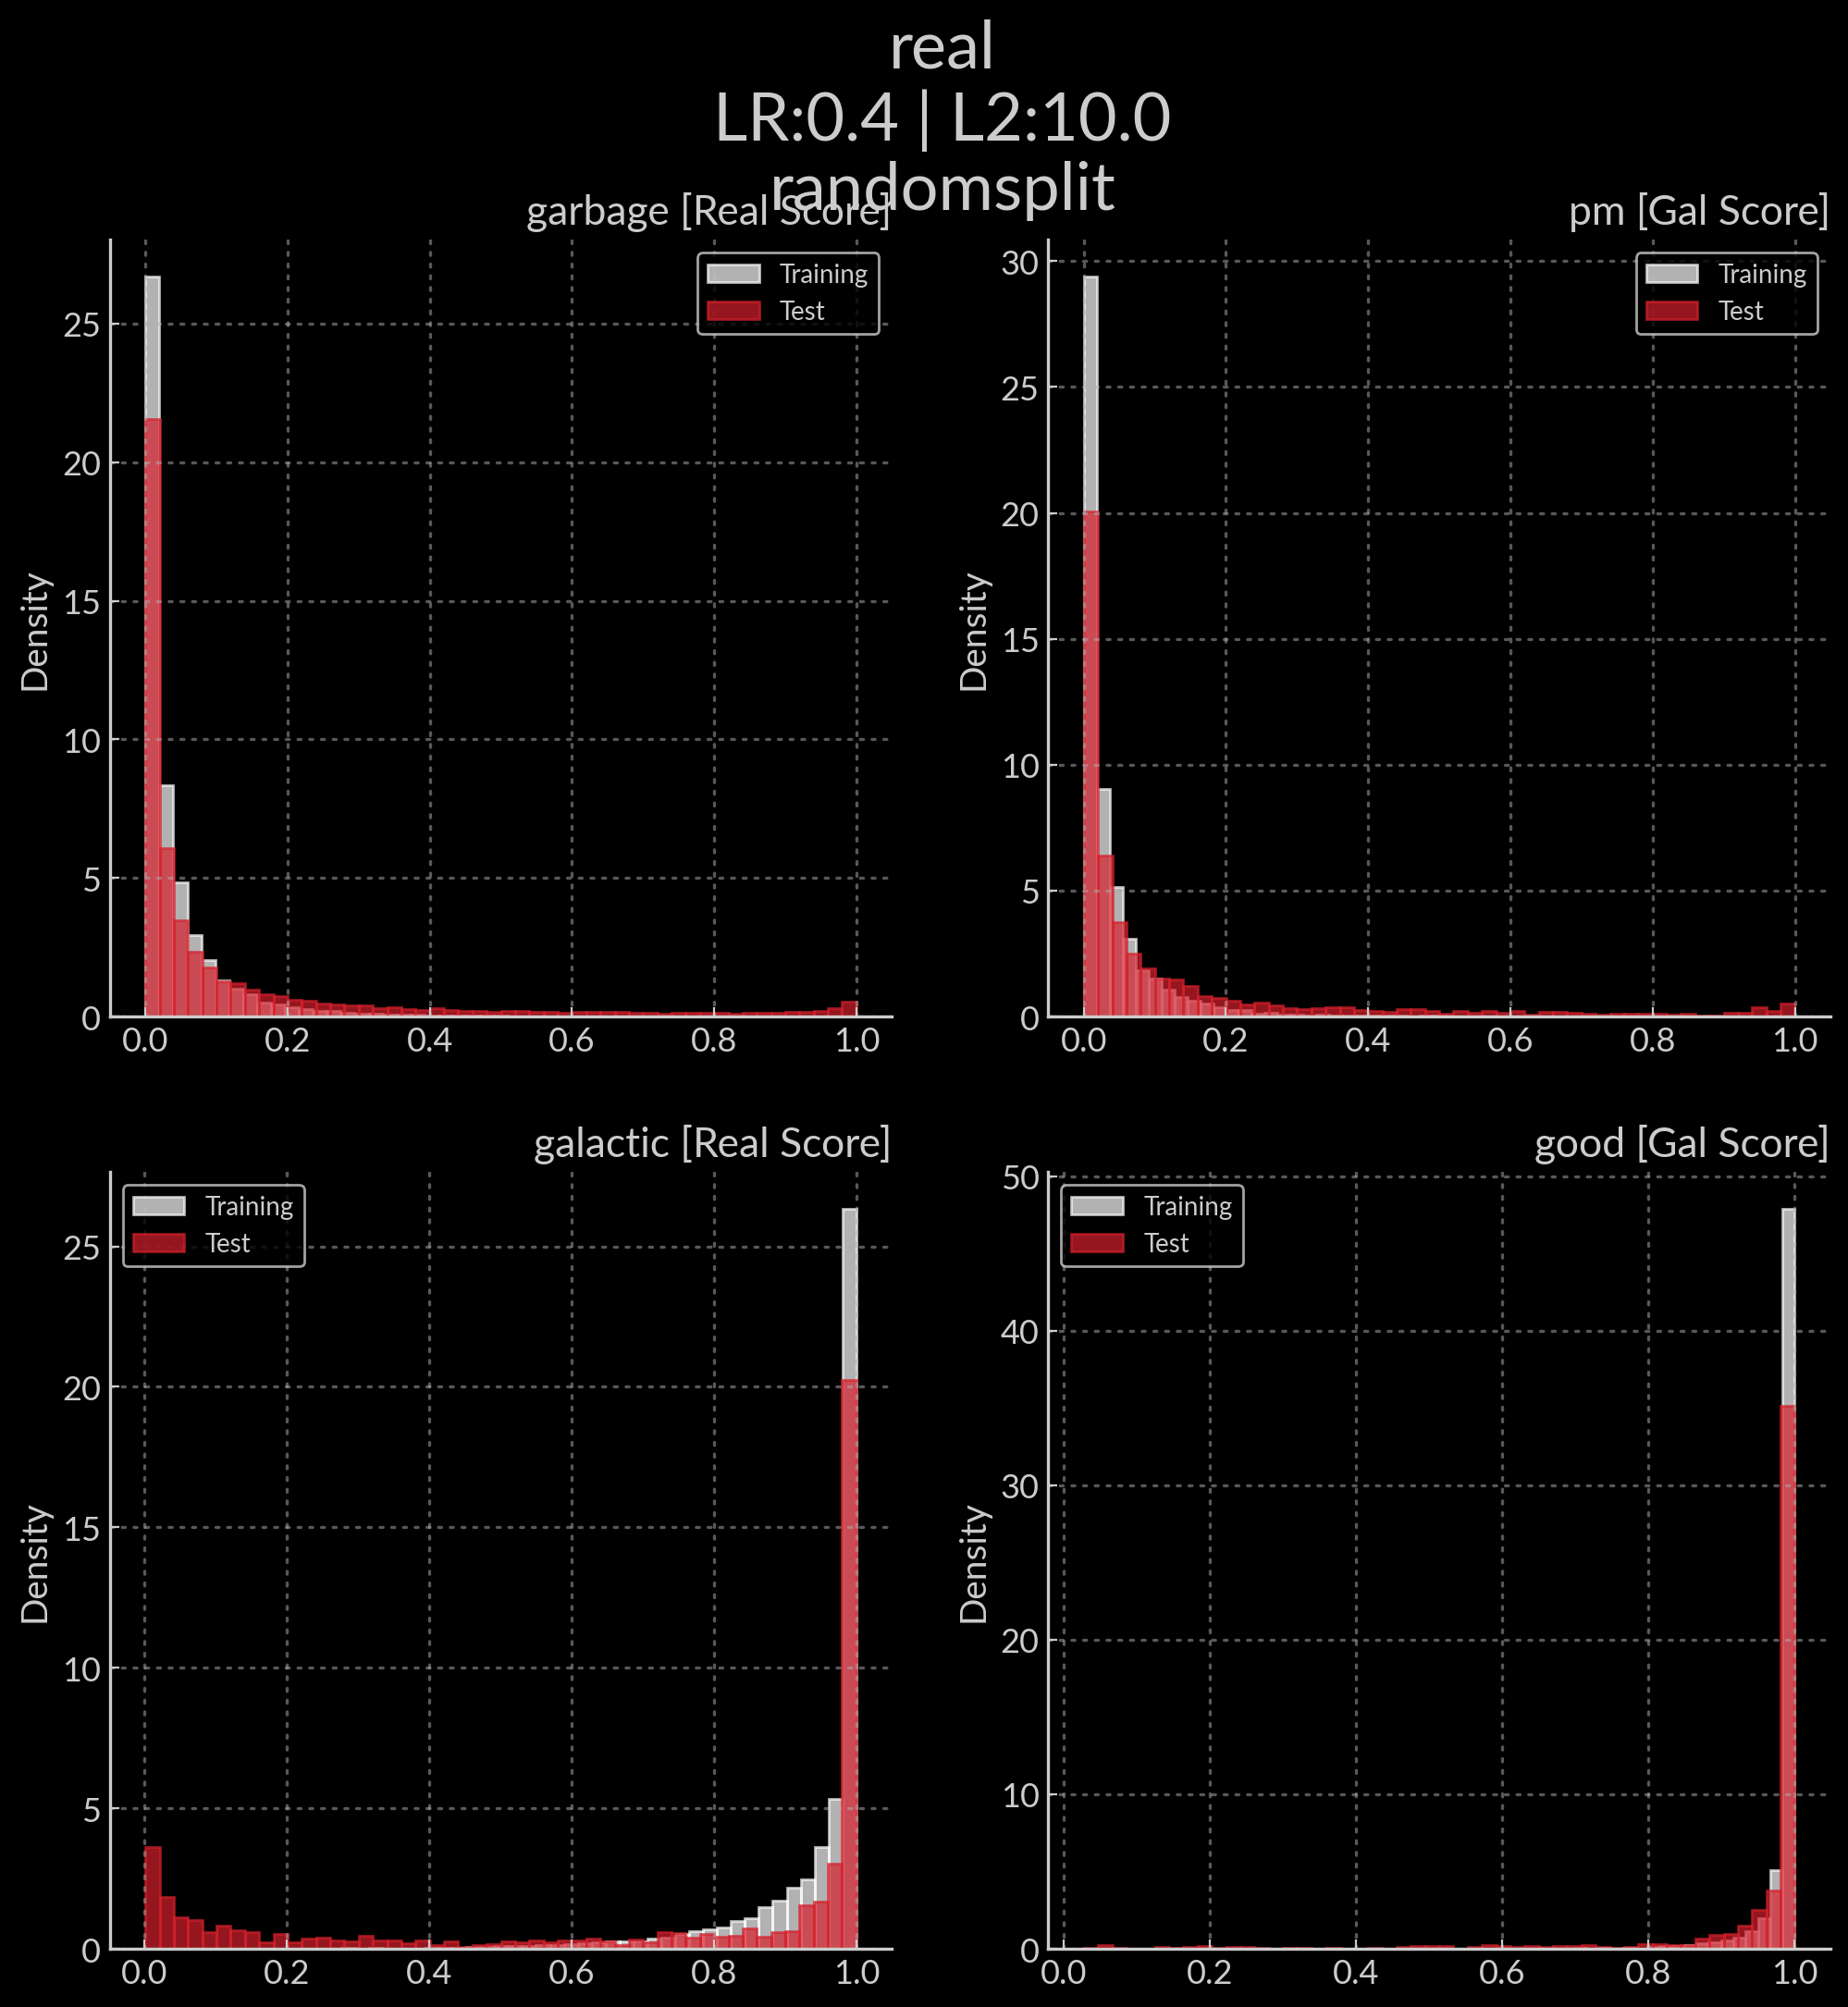 real
LR:0.4 | L2:10.0
randomsplit
garbage [Real Score]
Training
Test
25
20
15
10
5
0
Density
0.0 0.2 0.4 0.6 0.8 1.0
pm [Gal Score]
Training
Test
30
25
20
15
10
5
0
Density
0.0 0.2 0.4 0.6 0.8 1.0
galactic [Real Score]
Training
Test
25
20
15
10
5
0
Density
0.0 0.2 0.4 0.6 0.8 1.0
good [Gal Score]
Training
Test
50
40
30
20
10
0
Density
0.0 0.2 0.4 0.6 0.8 1.0